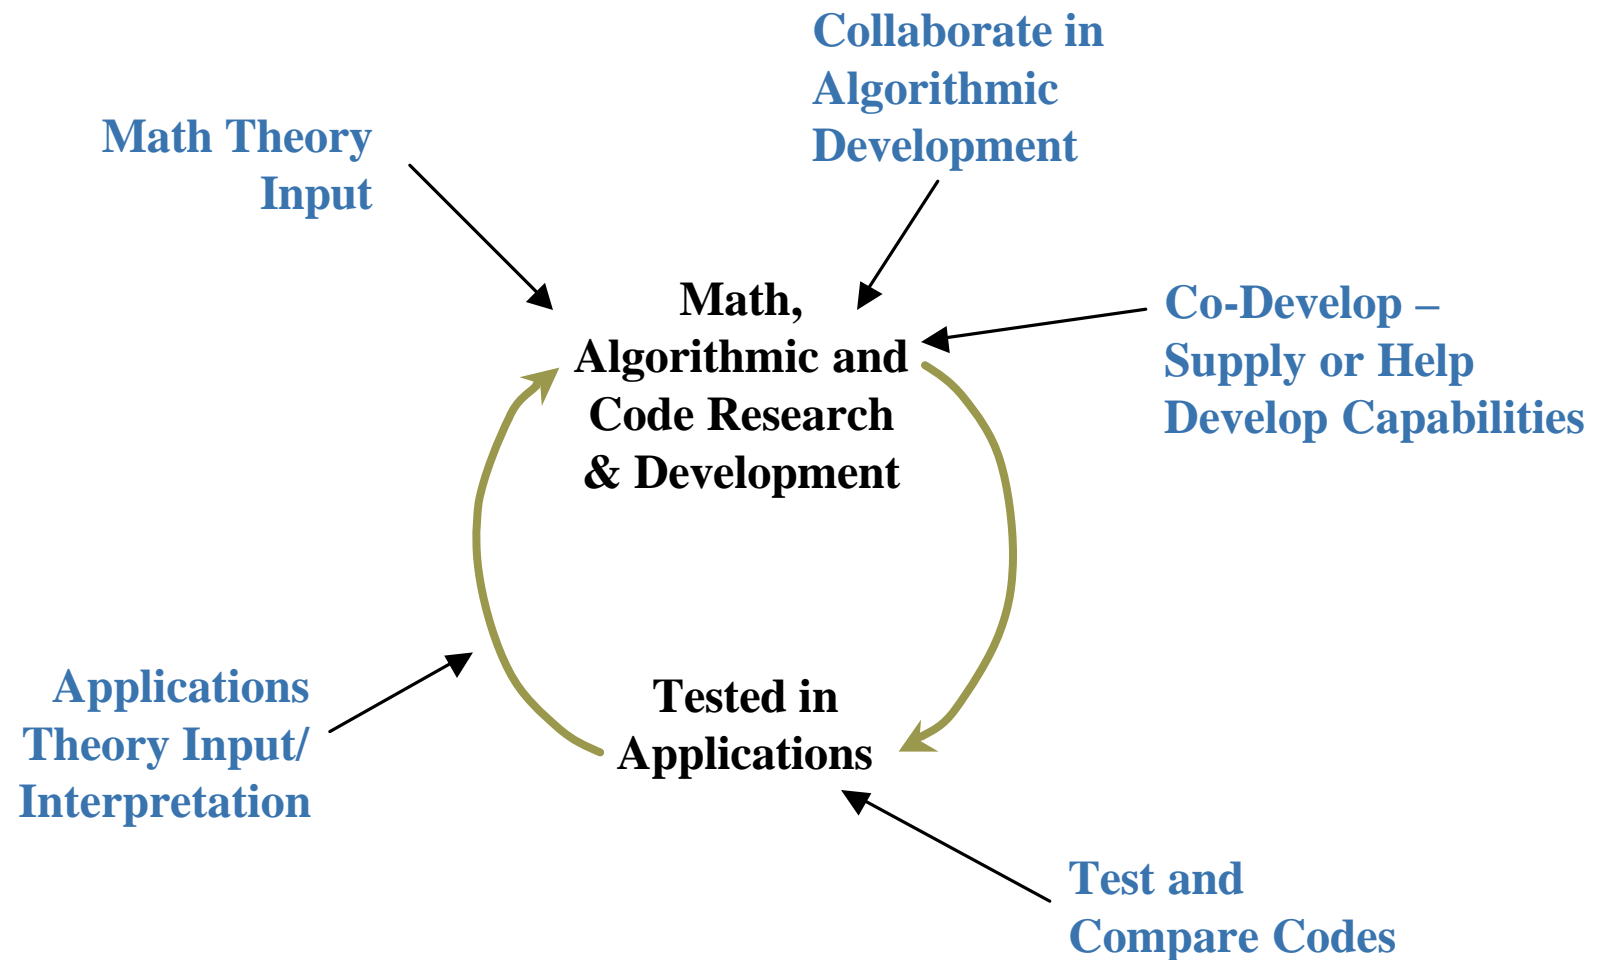 Collaborate in
Algorithmic
Development
Math Theory
Input
Math,
Algorithmic and
Code Research
& Development
Co-Develop –
Supply or Help
Develop Capabilities
Applications
Theory Input/
Interpretation
Tested in
Applications
Test and
Compare Codes